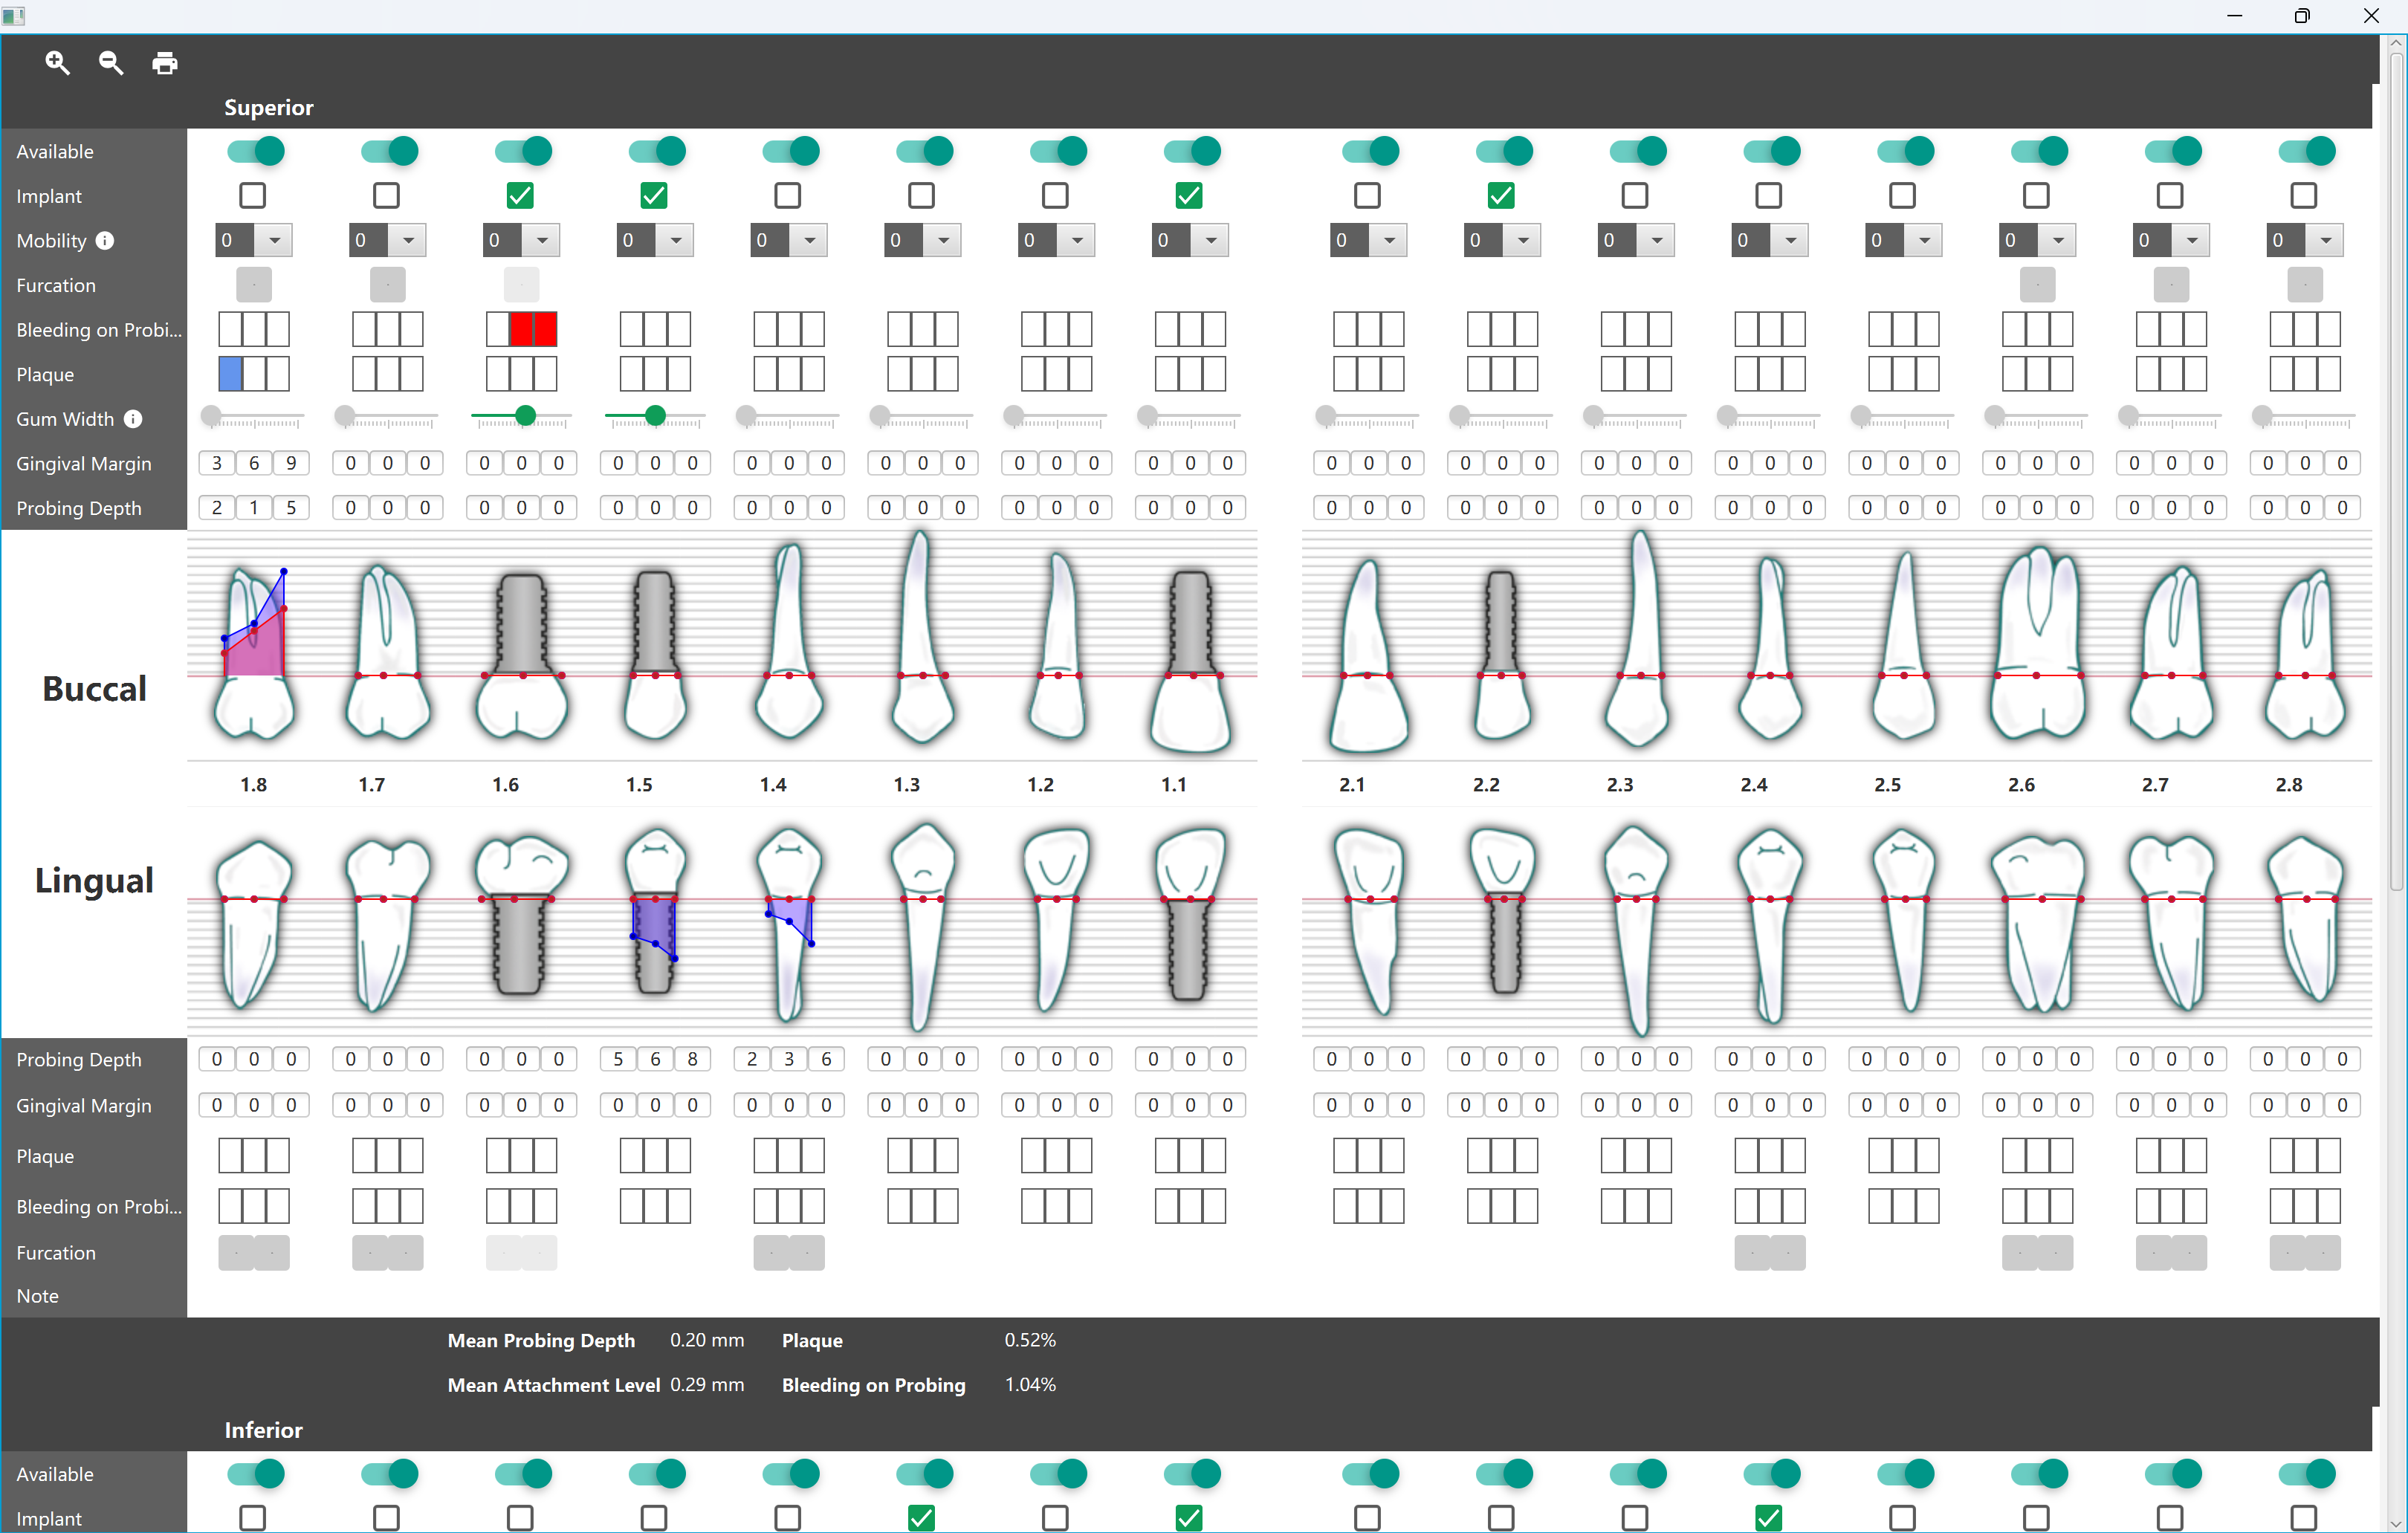 Superior
Available
Implant
Mobility i 0 0 0 0 0 0 0 0 0 0 0 0 0 0 0 0
Furcation
Bleeding on Probi...
Plaque
Gum Width i
Gingival Margin 3 6 9 0 0 0 0 0 0 0 0 0 0 0 0 0 0 0 0 0 0 0 0 0 0 0 0 0 0 0 0 0 0 0 0 0 0 0 0 0 0 0 0 0 0 0 0 0
Probing Depth 2 1 5 0 0 0 0 0 0 0 0 0 0 0 0 0 0 0 0 0 0 0 0 0 0 0 0 0 0 0 0 0 0 0 0 0 0 0 0 0 0 0 0 0 0 0 0 0
Buccal
1.8 1.7 1.6 1.5 1.4 1.3 1.2 1.1 2.1 2.2 2.3 2.4 2.5 2.6 2.7 2.8
Lingual
Probing Depth 0 0 0 0 0 0 0 0 0 5 6 8 2 3 6 0 0 0 0 0 0 0 0 0 0 0 0 0 0 0 0 0 0 0 0 0 0 0 0 0 0 0 0 0 0 0 0 0
Gingival Margin 0 0 0 0 0 0 0 0 0 0 0 0 0 0 0 0 0 0 0 0 0 0 0 0 0 0 0 0 0 0 0 0 0 0 0 0 0 0 0 0 0 0 0 0 0 0 0 0
Plaque
Bleeding on Probi...
Furcation
Note
Mean Probing Depth 0.20 mm Plaque 0.52%
Mean Attachment Level 0.29 mm Bleeding on Probing 1.04%
Inferior
Available
Implant